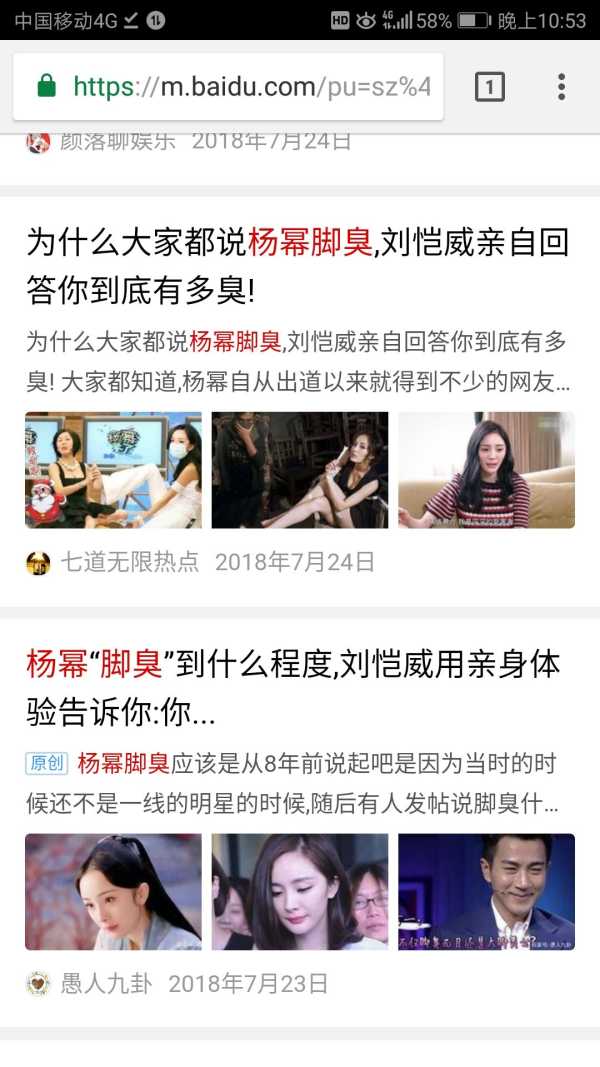 中国移动4G HD 4G 58% 晚上10:53
https://m.baidu.com/pu=sz%4 1
颜落聊娱乐 2018年7月24日
为什么大家都说杨幂脚臭,刘恺威亲自回
答你到底有多臭!
为什么大家都说杨幂脚臭,刘恺威亲自回答你到底有多
臭! 大家都知道,杨幂自从出道以来就得到不少的网友...
七道无限热点 2018年7月24日
杨幂“脚臭”到什么程度,刘恺威用亲身体
验告诉你:你...
原创 杨幂脚臭应该是从8年前说起吧是因为当时的时
候还不是一线的明星的时候,随后有人发帖说脚臭什...
愚人九卦 2018年7月23日